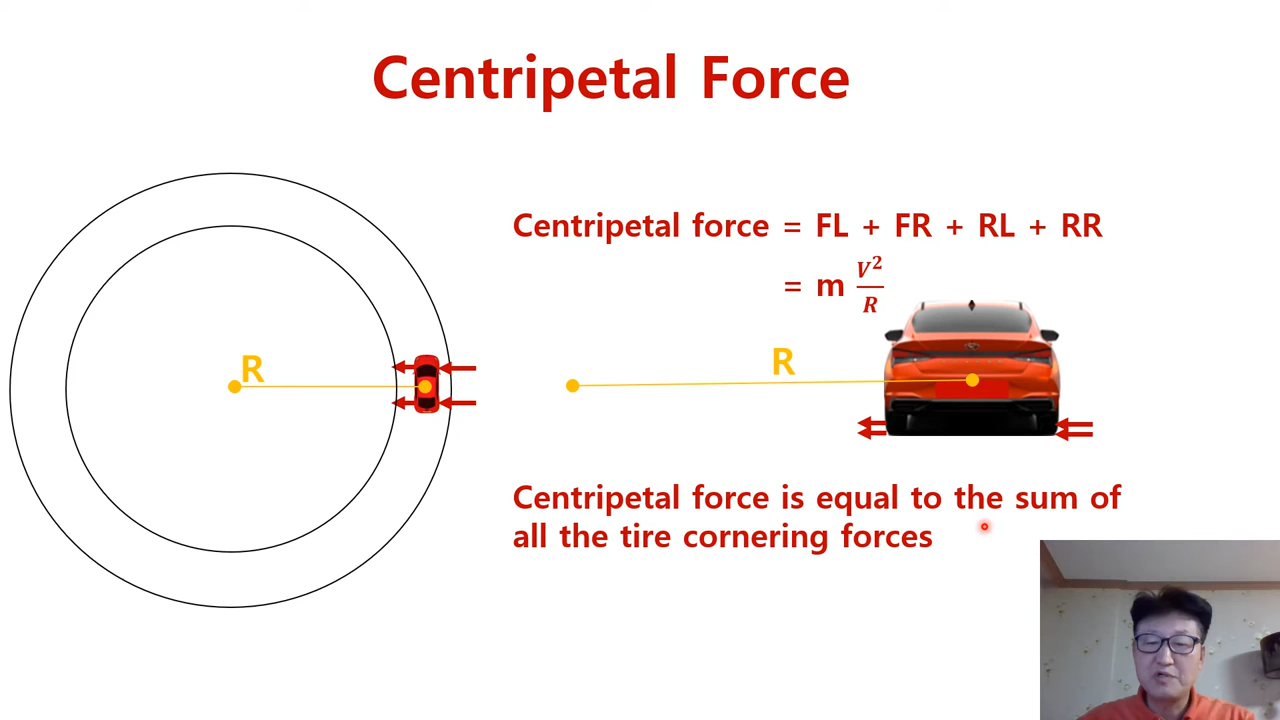 Centripetal Force
Centripetal force = FL + FR + RL + RR
= m V²/R
R
R
Centripetal force is equal to the sum of
all the tire cornering forces